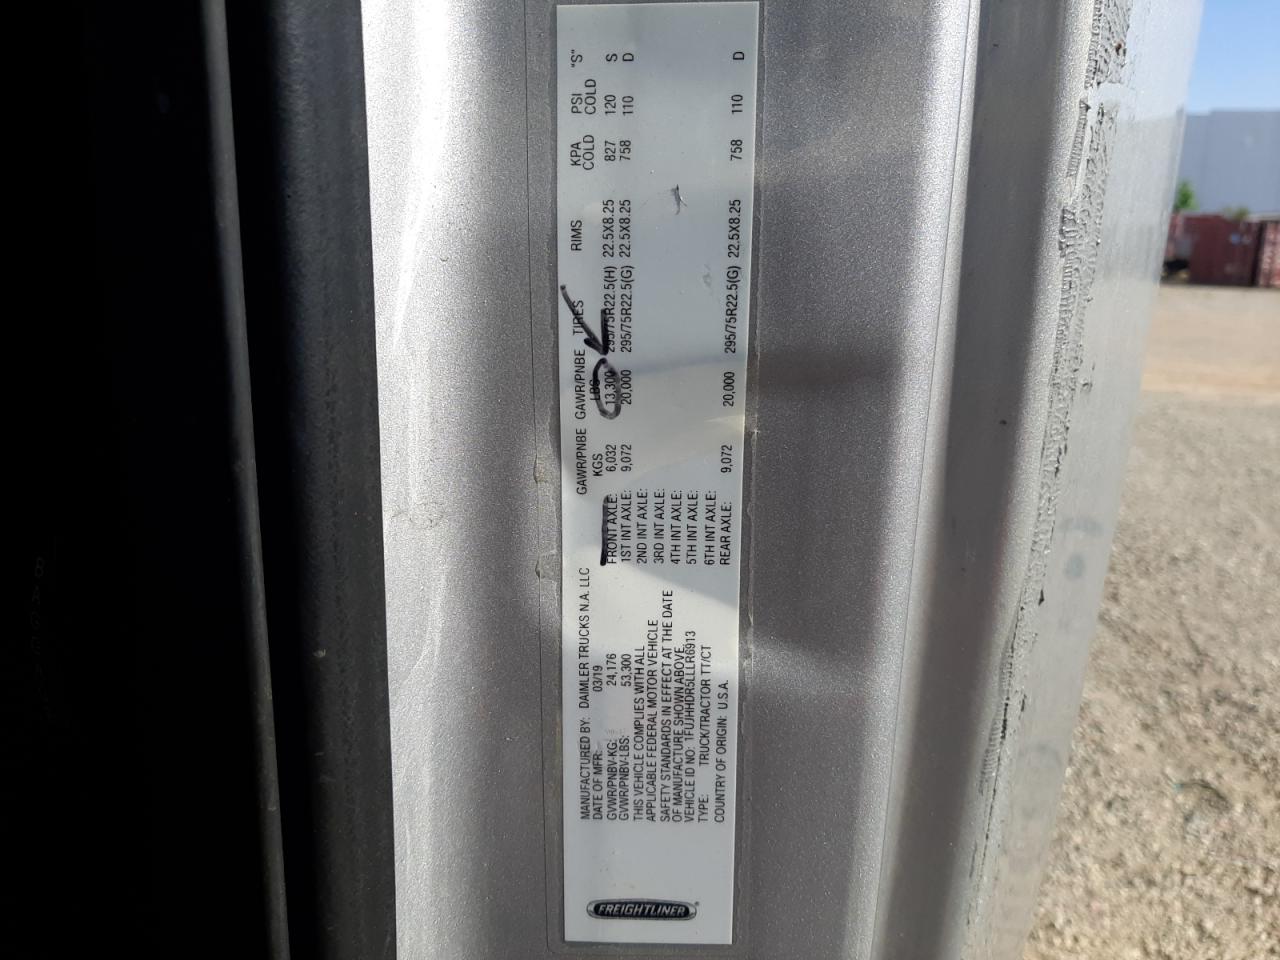 FREIGHTLINER
MANUFACTURED BY: DAIMLER TRUCKS N.A. LLC
DATE OF MFR: 03/19
GVWR/PNBV-KG: 24,176
GVWR/PNBV-LBS: 53,300
THIS VEHICLE COMPLIES WITH ALL
APPLICABLE FEDERAL MOTOR VEHICLE
SAFETY STANDARDS IN EFFECT AT THE DATE
OF MANUFACTURE SHOWN ABOVE.
VEHICLE ID NO: 1FUJHHDR5LLLR6913
TYPE: TRUCK/TRACTOR TT/CT
COUNTRY OF ORIGIN: U.S.A.
GAWR/PNBE GAWR/PNBE TIRES RIMS KPA PSI "S"
KGS LBS COLD COLD
FRONT AXLE: 6,032 13,300 295/75R22.5(H) 22.5X8.25 827 120 S
1ST INT AXLE: 9,072 20,000 295/75R22.5(G) 22.5X8.25 758 110 D
2ND INT AXLE:
3RD INT AXLE:
4TH INT AXLE:
5TH INT AXLE:
6TH INT AXLE:
REAR AXLE: 9,072 20,000 295/75R22.5(G) 22.5X8.25 758 110 D